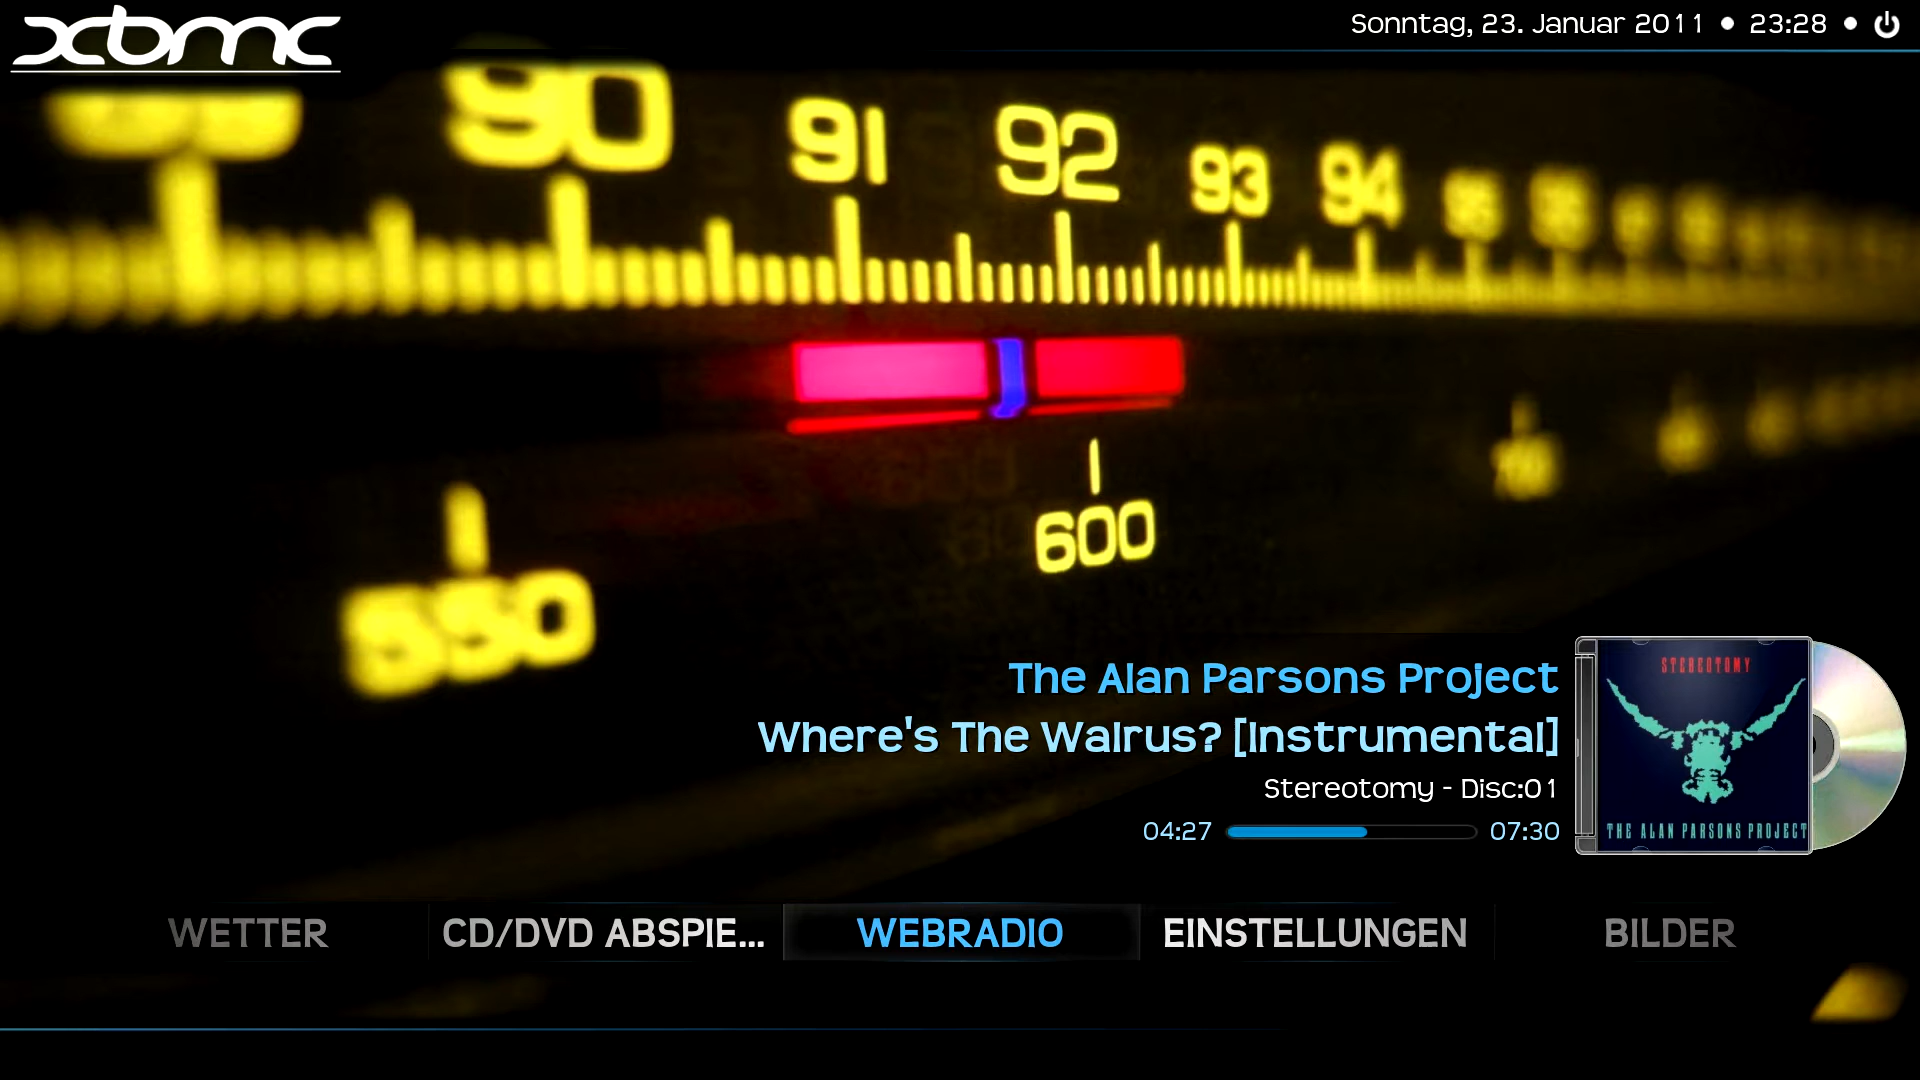 xbmc
Sonntag, 23. Januar 2011 • 23:28 •
90 91 92 93 94 95
600
550
The Alan Parsons Project
Where's The Walrus? [Instrumental]
Stereotomy - Disc:01
04:27 07:30
STEREOTOMY
THE ALAN PARSONS PROJECT
WETTER CD/DVD ABSPIE... WEBRADIO EINSTELLUNGEN BILDER